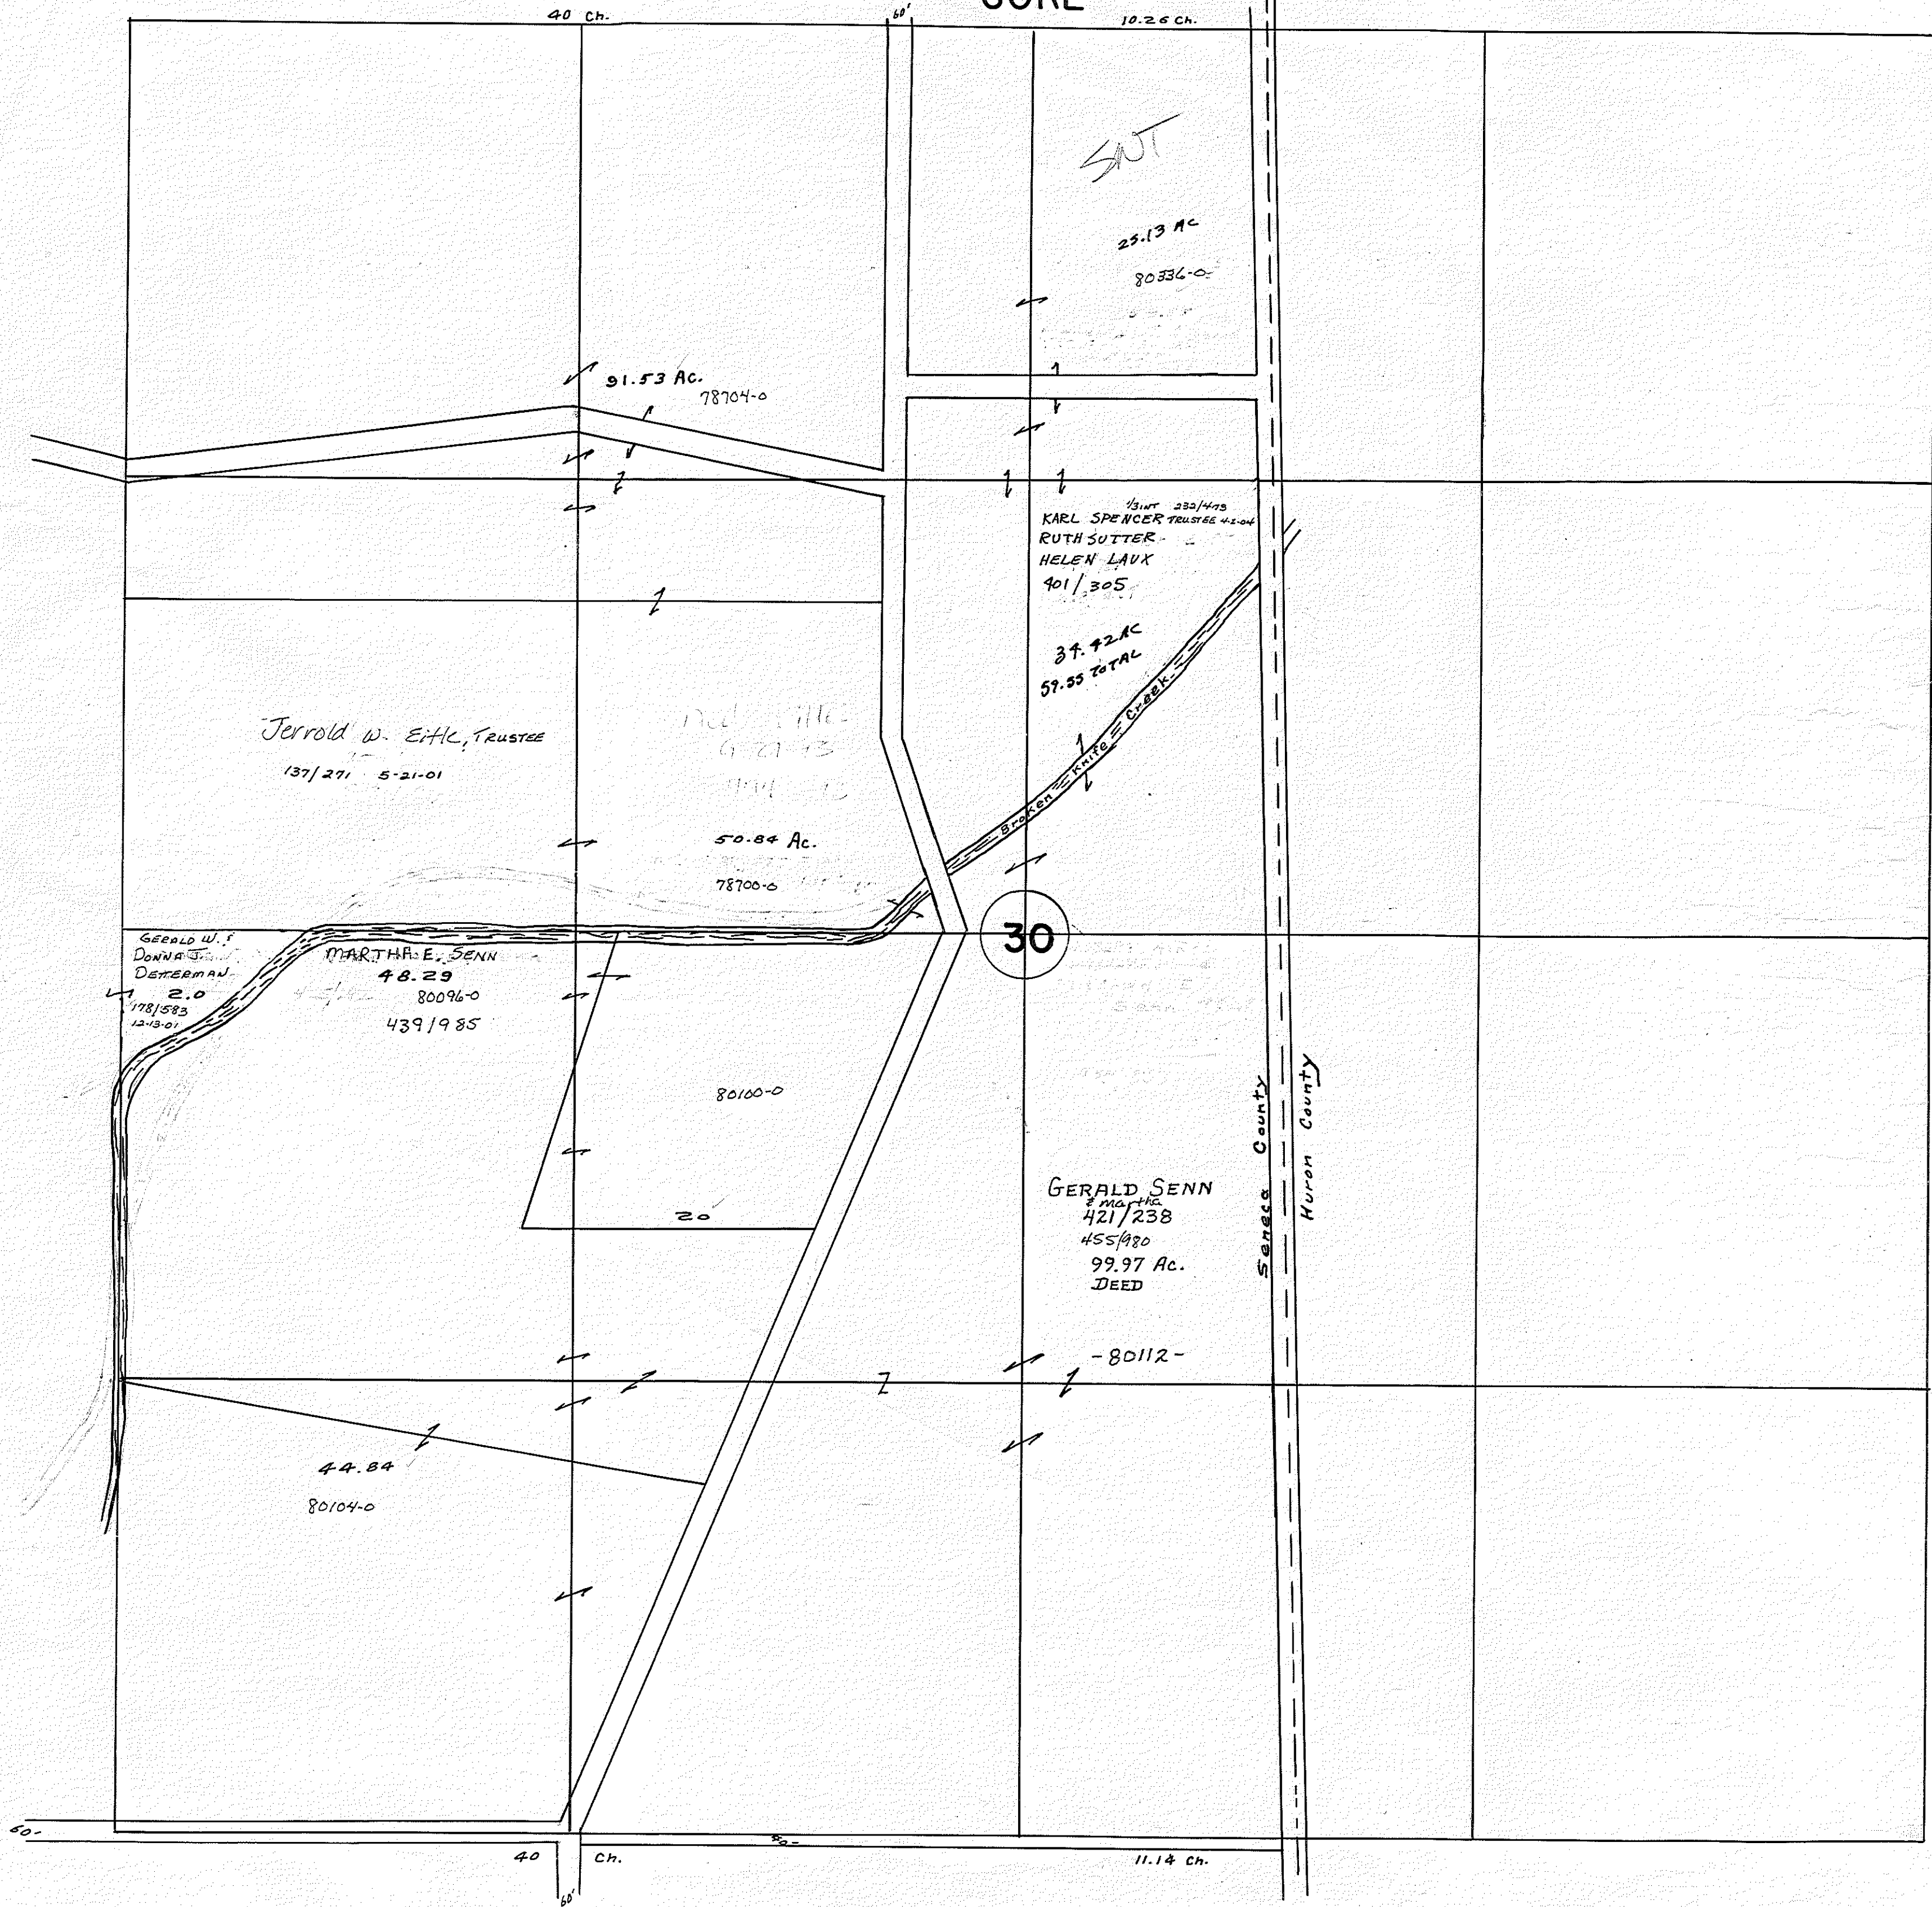 40 Ch.
60'
10.26 Ch.
SNT
25.13 AC
80336-0
91.53 AC.
78704-0
1/3 INT 232/473
KARL SPENCER TRUSTEE 4-2-04
RUTH SUTTER
HELEN LAUX
401/305
34.42 AC
59.55 TOTAL
Broken Knife Creek
Jerrold W. Eitle, TRUSTEE
137/271 5-21-01
50.84 Ac.
78700-0
30
GERALD W. &
DONNA J.
DETTERMAN
2.0
178/583
12-13-01
MARTHA E. SENN
48.29
80096-0
439/985
80100-0
20
GERALD SENN
& martha
421/238
455/980
99.97 Ac.
DEED
-80112-
Seneca County
Huron County
44.84
80104-0
60-
40 Ch.
60'
11.14 Ch.